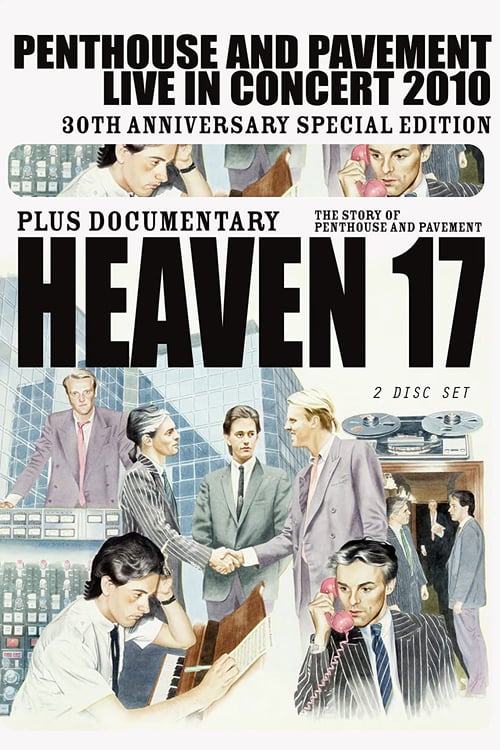 PENTHOUSE AND PAVEMENT
LIVE IN CONCERT 2010
30TH ANNIVERSARY SPECIAL EDITION
PLUS DOCUMENTARY
THE STORY OF
PENTHOUSE AND PAVEMENT
HEAVEN 17
2 DISC SET